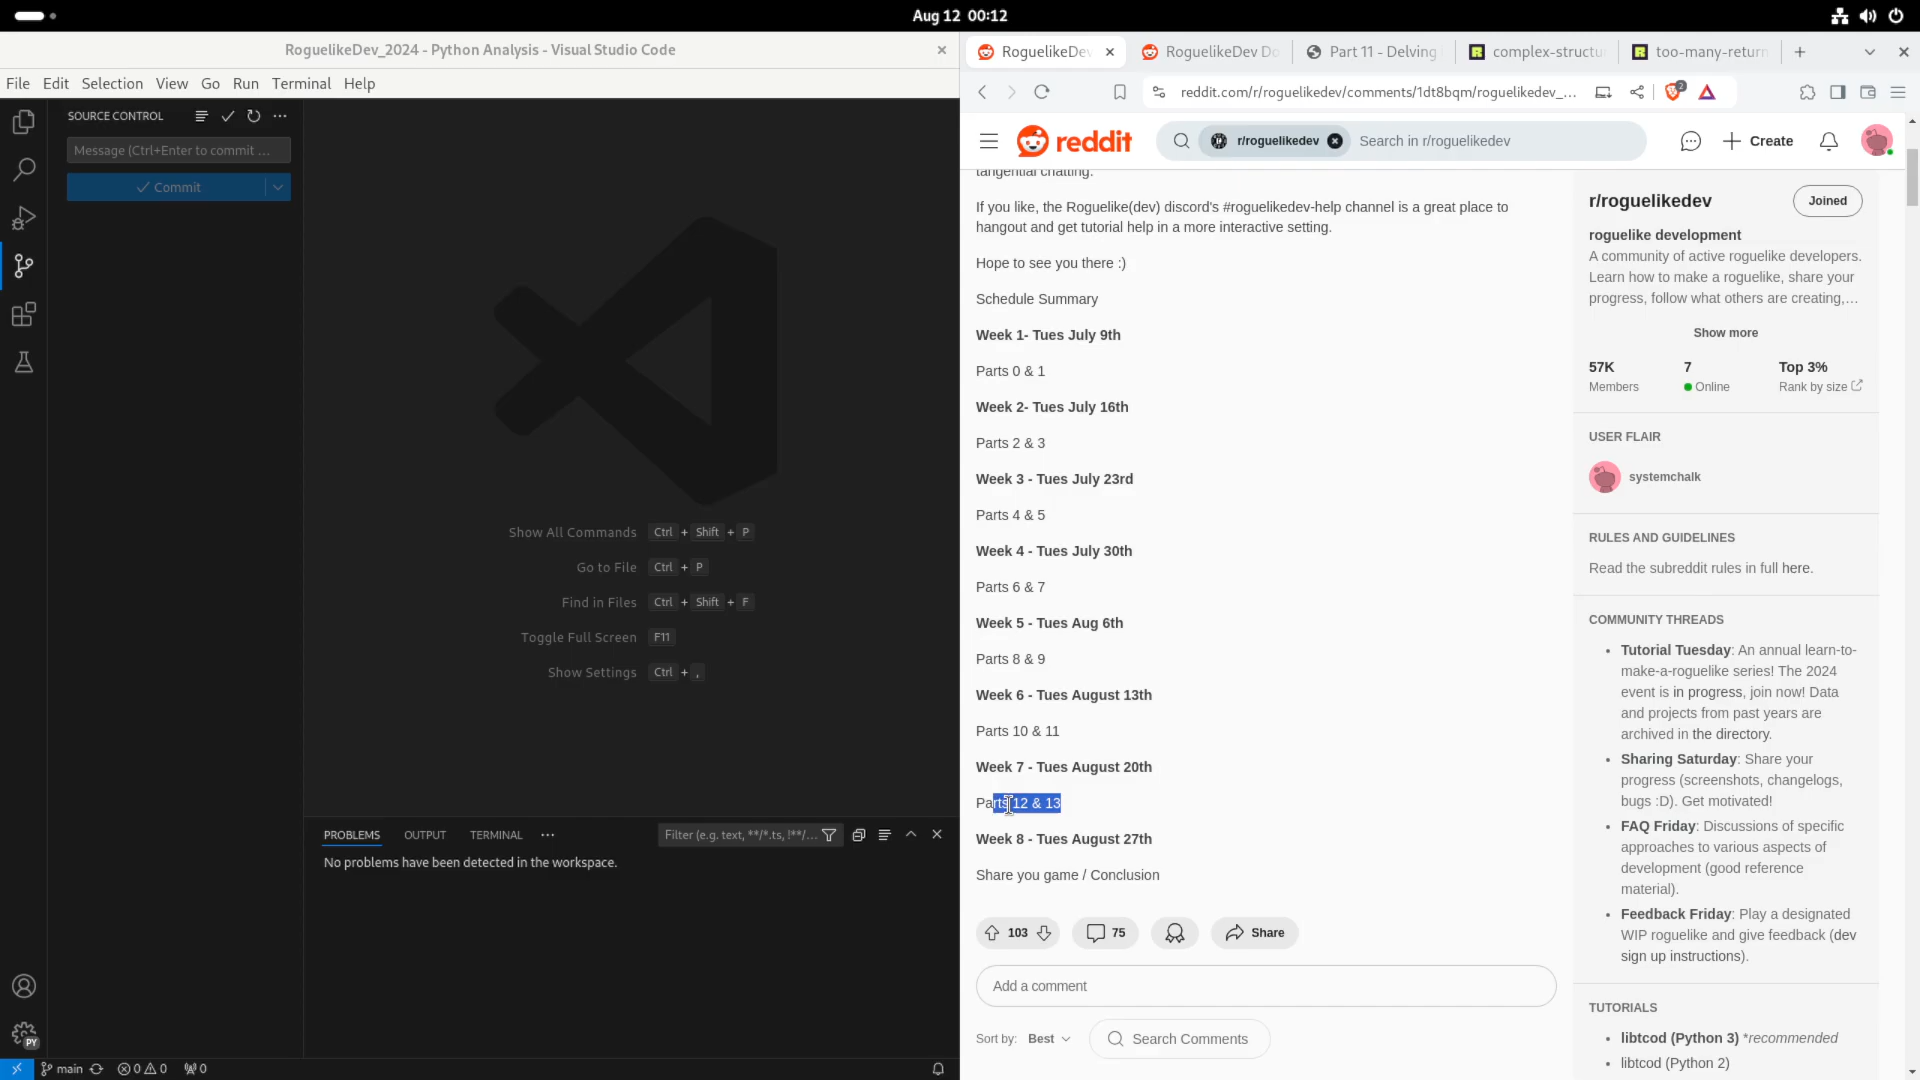 Aug 12 00:12
RoguelikeDev_2024 - Python Analysis - Visual Studio Code
File Edit Selection View Go Run Terminal Help
SOURCE CONTROL
Message (Ctrl+Enter to commit ...
Commit
Show All Commands Ctrl + Shift + P
Go to File Ctrl + P
Find in Files Ctrl + Shift + F
Toggle Full Screen F11
Show Settings Ctrl + ,
PROBLEMS OUTPUT TERMINAL
Filter (e.g. text, **/*.ts, !**/...
No problems have been detected in the workspace.
PY
main 0 0 0
RoguelikeDev
RoguelikeDev Do
Part 11 - Delving
complex-structu
too-many-return
reddit.com/r/roguelikedev/comments/1dt8bqm/roguelikedev_...
2
reddit
r/roguelikedev Search in r/roguelikedev
Create
tangential chatting.
If you like, the Roguelike(dev) discord's #roguelikedev-help channel is a great place to
hangout and get tutorial help in a more interactive setting.
Hope to see you there :)
Schedule Summary
Week 1- Tues July 9th
Parts 0 & 1
Week 2- Tues July 16th
Parts 2 & 3
Week 3 - Tues July 23rd
Parts 4 & 5
Week 4 - Tues July 30th
Parts 6 & 7
Week 5 - Tues Aug 6th
Parts 8 & 9
Week 6 - Tues August 13th
Parts 10 & 11
Week 7 - Tues August 20th
Parts 12 & 13
Week 8 - Tues August 27th
Share you game / Conclusion
103 75 Share
Add a comment
Sort by: Best Search Comments
r/roguelikedev Joined
roguelike development
A community of active roguelike developers.
Learn how to make a roguelike, share your
progress, follow what others are creating,...
Show more
57K 7 Top 3%
Members Online Rank by size
USER FLAIR
systemchalk
RULES AND GUIDELINES
Read the subreddit rules in full here.
COMMUNITY THREADS
• Tutorial Tuesday: An annual learn-to-
make-a-roguelike series! The 2024
event is in progress, join now! Data
and projects from past years are
archived in the directory.
• Sharing Saturday: Share your
progress (screenshots, changelogs,
bugs :D). Get motivated!
• FAQ Friday: Discussions of specific
approaches to various aspects of
development (good reference
material).
• Feedback Friday: Play a designated
WIP roguelike and give feedback (dev
sign up instructions).
TUTORIALS
• libtcod (Python 3) *recommended
• libtcod (Python 2)